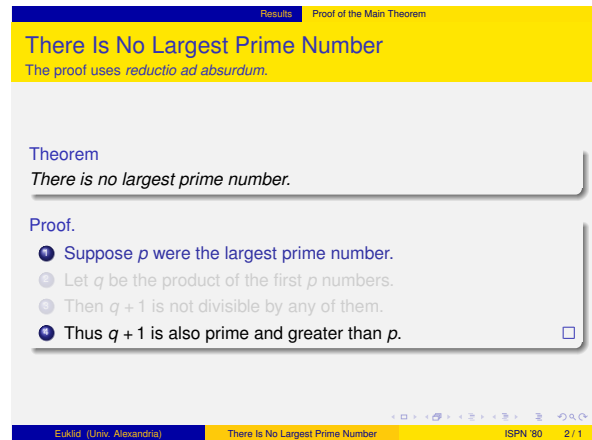 Results Proof of the Main Theorem
There Is No Largest Prime Number
The proof uses reductio ad absurdum.
Theorem
There is no largest prime number.
Proof.
1 Suppose p were the largest prime number.
2 Let q be the product of the first p numbers.
3 Then q + 1 is not divisible by any of them.
4 Thus q + 1 is also prime and greater than p.
Euklid (Univ. Alexandria) There Is No Largest Prime Number ISPN '80 2 / 1